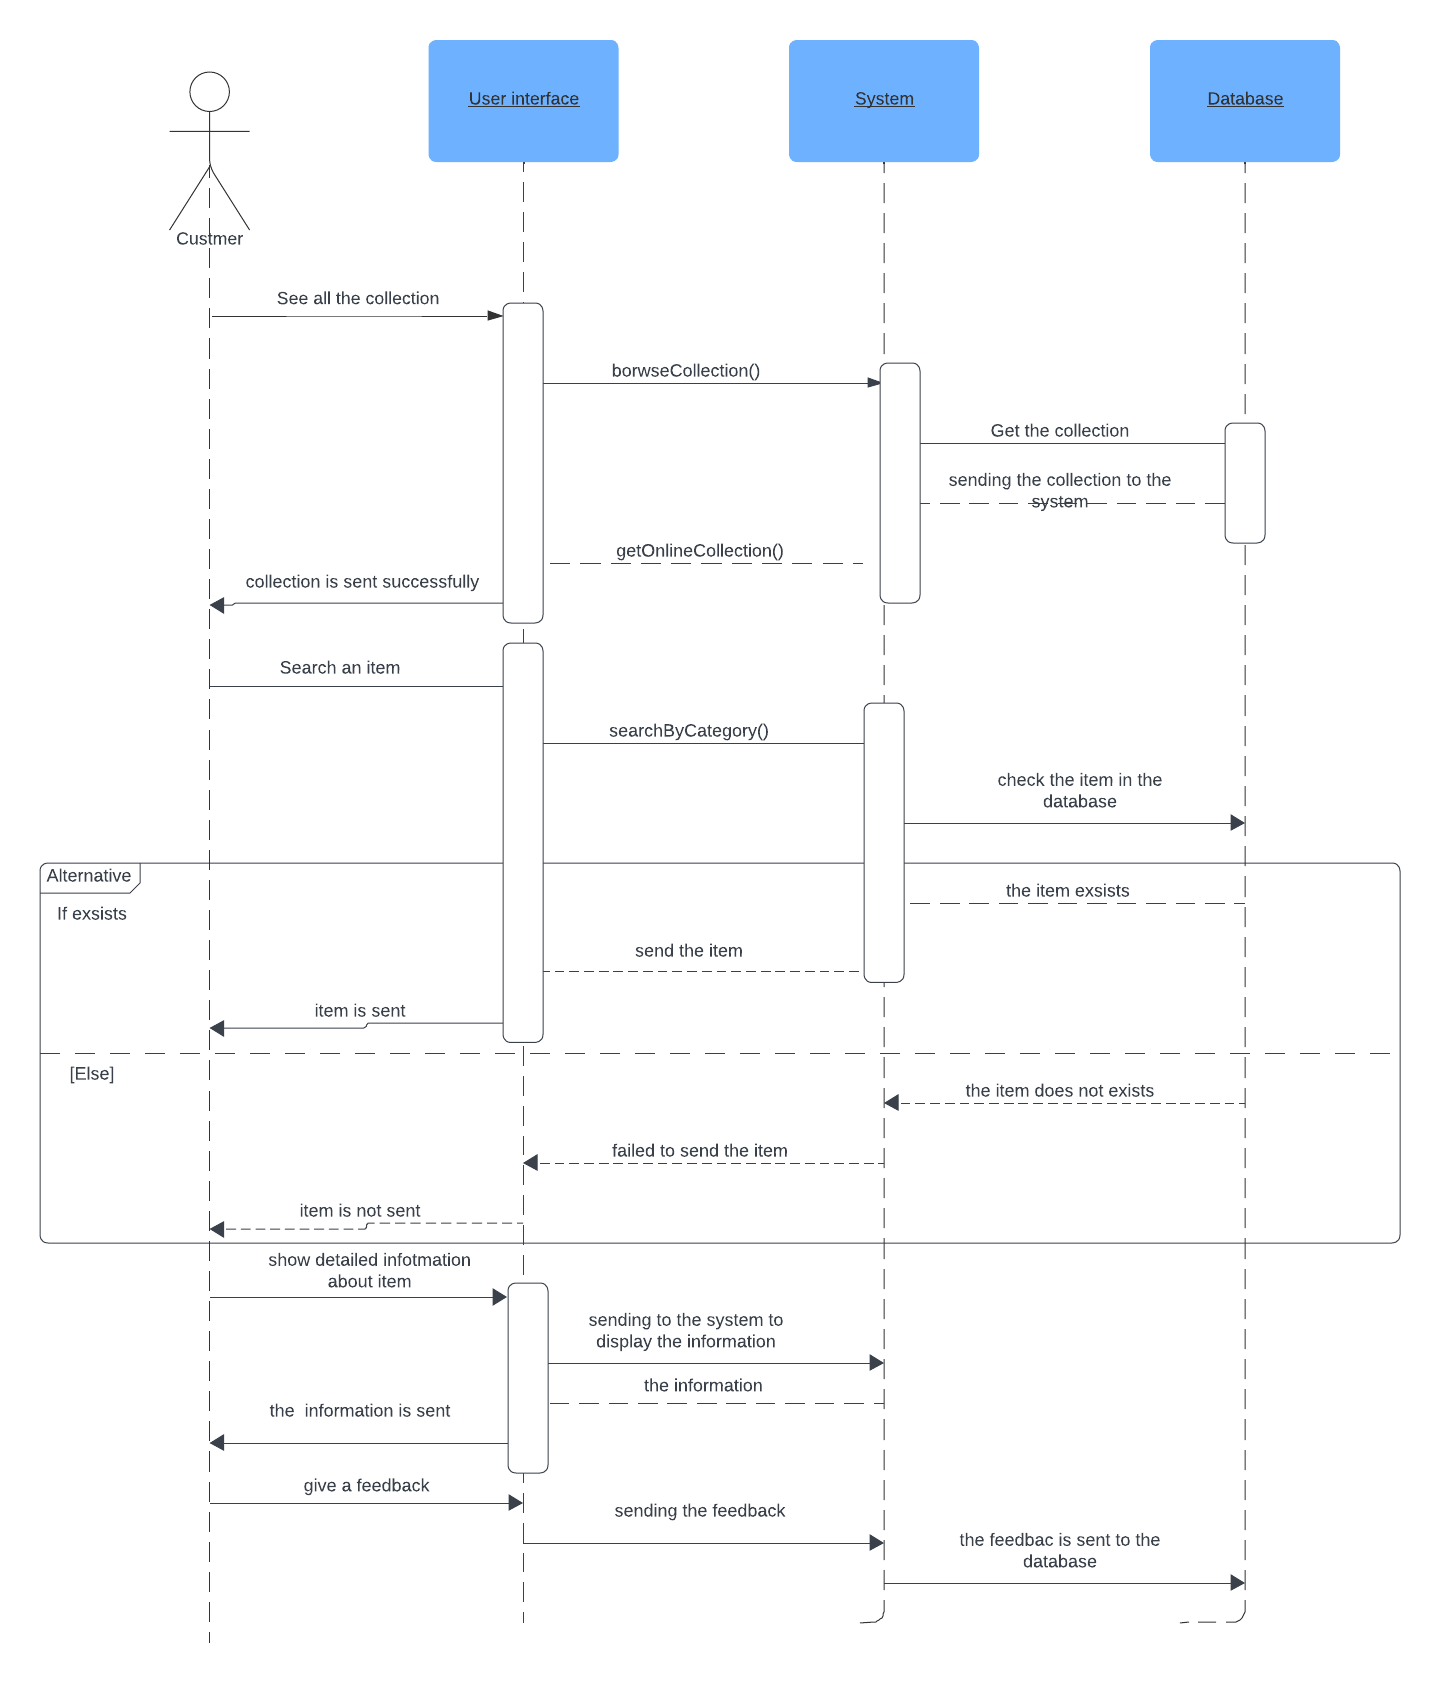 User interface
System
Database
Custmer
See all the collection
borwseCollection()
Get the collection
sending the collection to the
system
getOnlineCollection()
collection is sent successfully
Search an item
searchByCategory()
check the item in the
database
Alternative
the item exsists
If exsists
send the item
item is sent
[Else]
the item does not exists
failed to send the item
item is not sent
show detailed infotmation
about item
sending to the system to
display the information
the information
the  information is sent
give a feedback
sending the feedback
the feedbac is sent to the
database